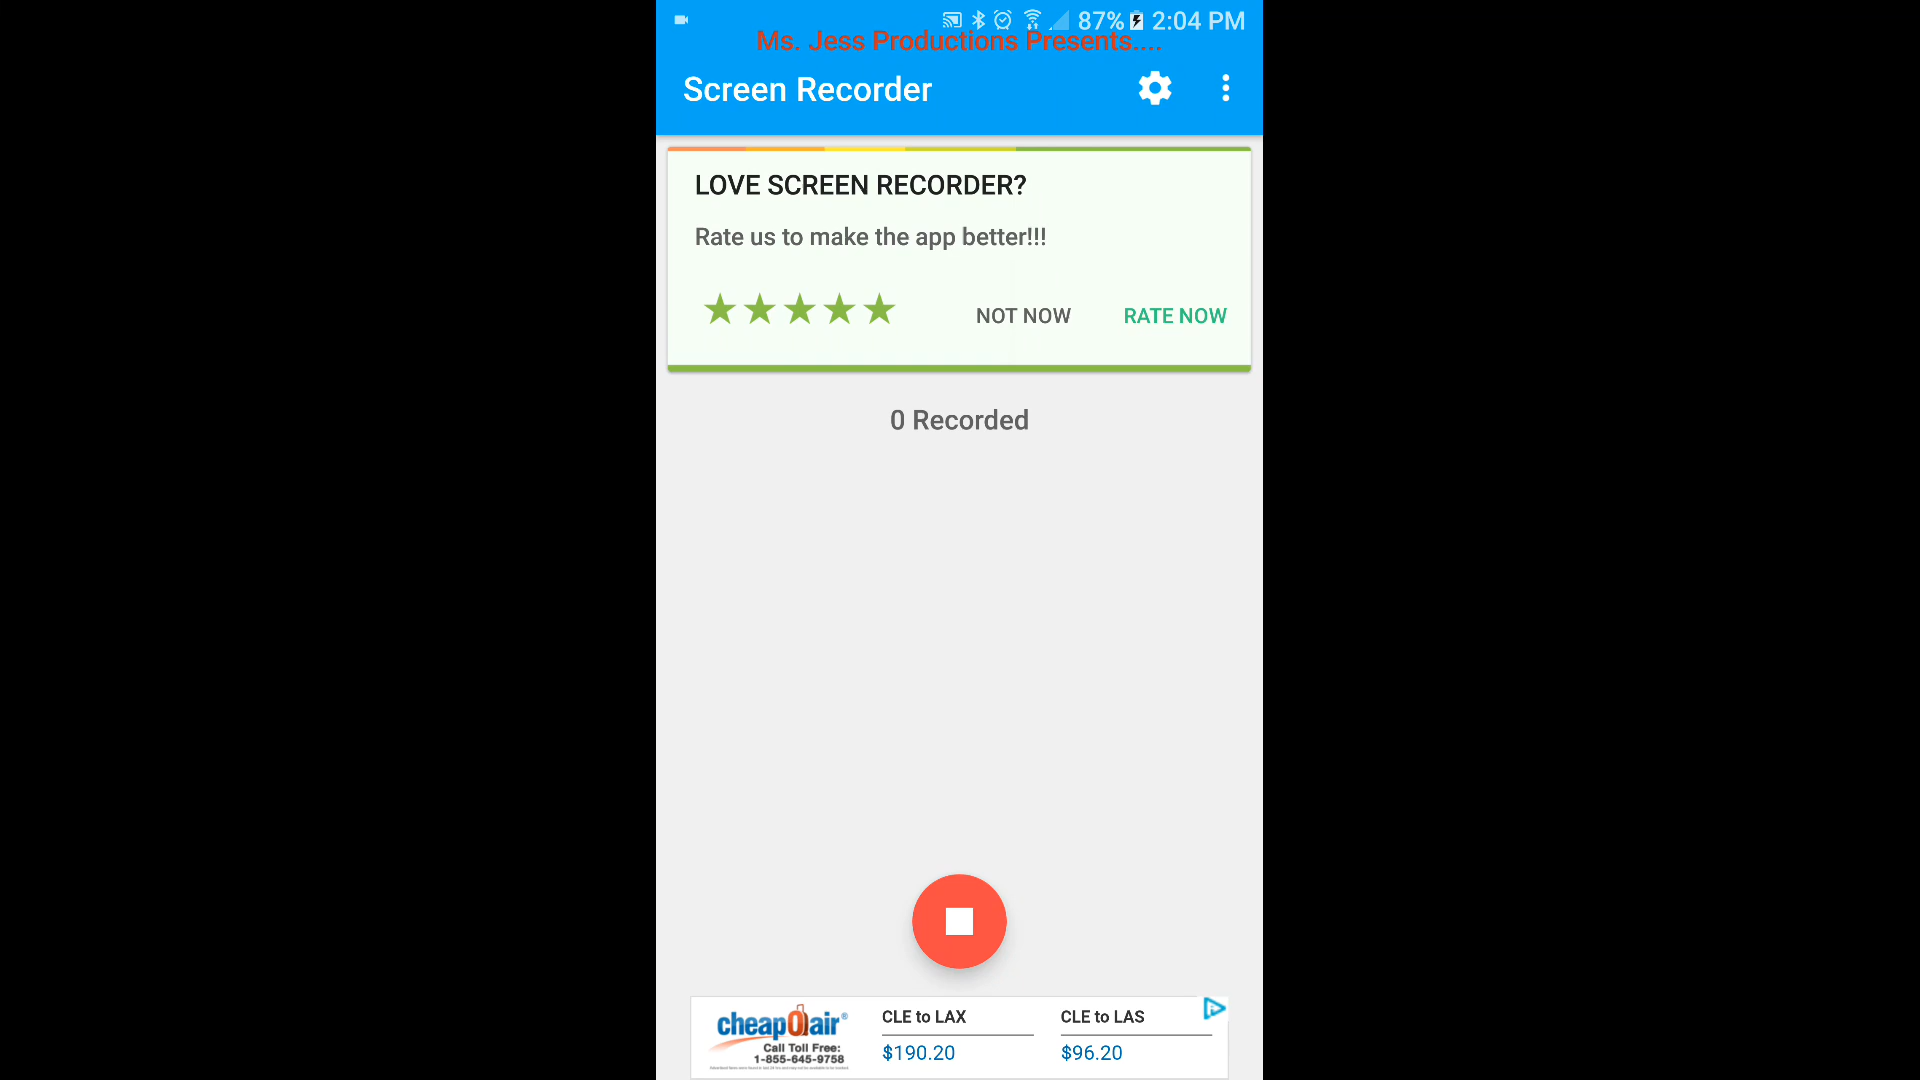 87% 2:04 PM
Ms. Jess Productions Presents....
Screen Recorder
LOVE SCREEN RECORDER?
Rate us to make the app better!!!
NOT NOW RATE NOW
0 Recorded
cheapOair®
Call Toll Free:
1-855-645-9758
CLE to LAX
$190.20
CLE to LAS
$96.20